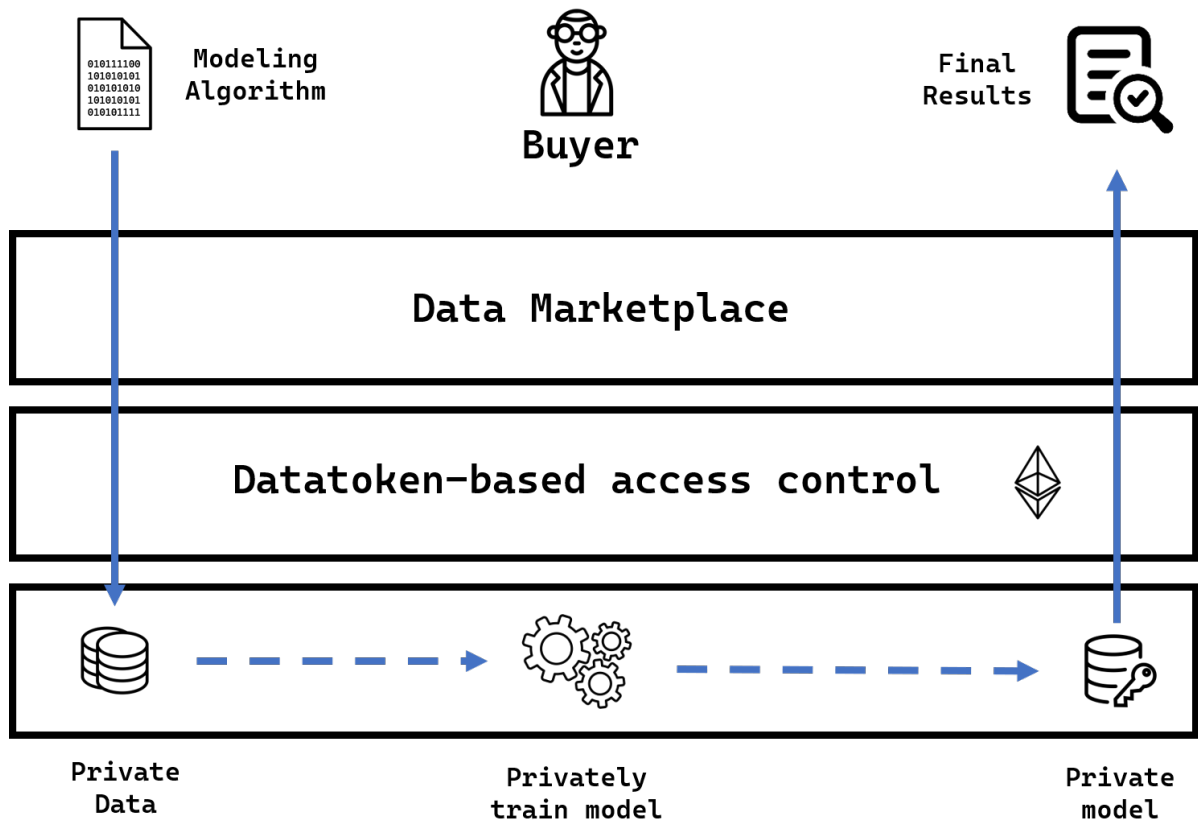 010111100
101010101
010101010
101010101
010101111
Modeling
Algorithm
Buyer
Final
Results
Data Marketplace
Datatoken-based access control
Private
Data
Privately
train model
Private
model